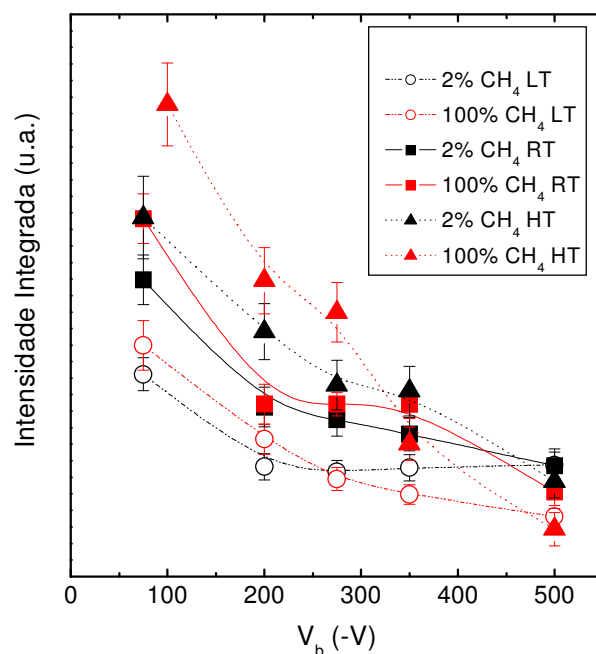 Intensidade Integrada (u.a.)
2% CH₄ LT
100% CH₄ LT
2% CH₄ RT
100% CH₄ RT
2% CH₄ HT
100% CH₄ HT
0 100 200 300 400 500
V_b (-V)